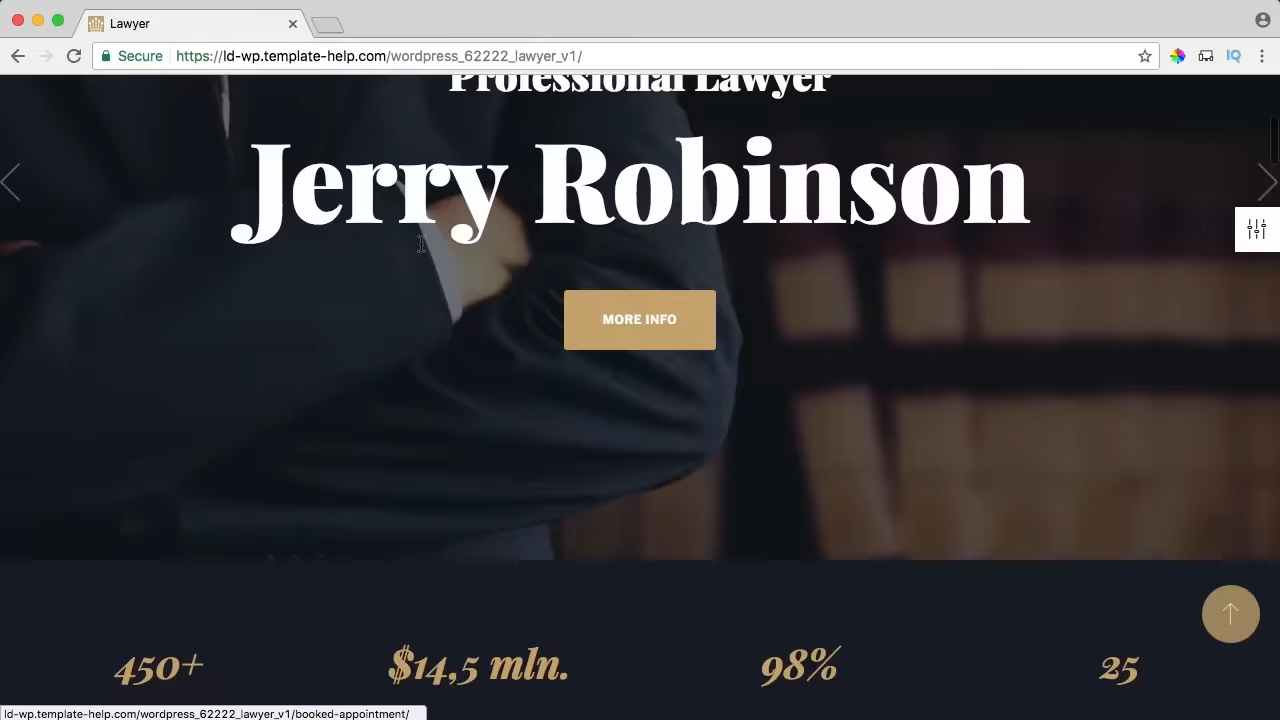 Lawyer
Secure
https://ld-wp.template-help.com/wordpress_62222_lawyer_v1/
IQ
Professional Lawyer
Jerry Robinson
MORE INFO
450+
$14,5 mln.
98%
25
ld-wp.template-help.com/wordpress_62222_lawyer_v1/booked-appointment/